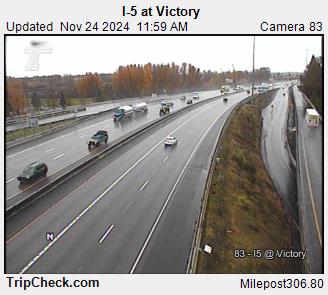 I-5 at Victory
Updated Nov 24 2024 11:59 AM Camera 83
T
N
83 - I5 @ Victory
TripCheck.com Milepost306.80